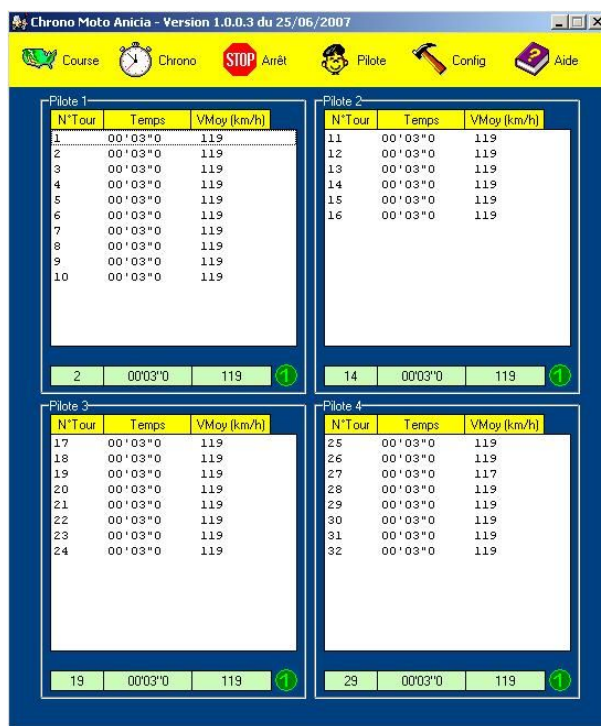 Chrono Moto Anicia - Version 1.0.0.3 du 25/06/2007
Course Chrono STOP Arrêt Pilote Config ? Aide
Pilote 1
N°Tour Temps VMoy (km/h)
1 00'03"0 119
2 00'03"0 119
3 00'03"0 119
4 00'03"0 119
5 00'03"0 119
6 00'03"0 119
7 00'03"0 119
8 00'03"0 119
9 00'03"0 119
10 00'03"0 119
2 00'03''0 119 1
Pilote 2
N°Tour Temps VMoy (km/h)
11 00'03"0 119
12 00'03"0 119
13 00'03"0 119
14 00'03"0 119
15 00'03"0 119
16 00'03"0 119
14 00'03''0 119 1
Pilote 3
N°Tour Temps VMoy (km/h)
17 00'03"0 119
18 00'03"0 119
19 00'03"0 119
20 00'03"0 119
21 00'03"0 119
22 00'03"0 119
23 00'03"0 119
24 00'03"0 119
19 00'03''0 119 1
Pilote 4
N°Tour Temps VMoy (km/h)
25 00'03"0 119
26 00'03"0 119
27 00'03"0 117
28 00'03"0 119
29 00'03"0 119
30 00'03"0 119
31 00'03"0 119
32 00'03"0 119
29 00'03''0 119 1